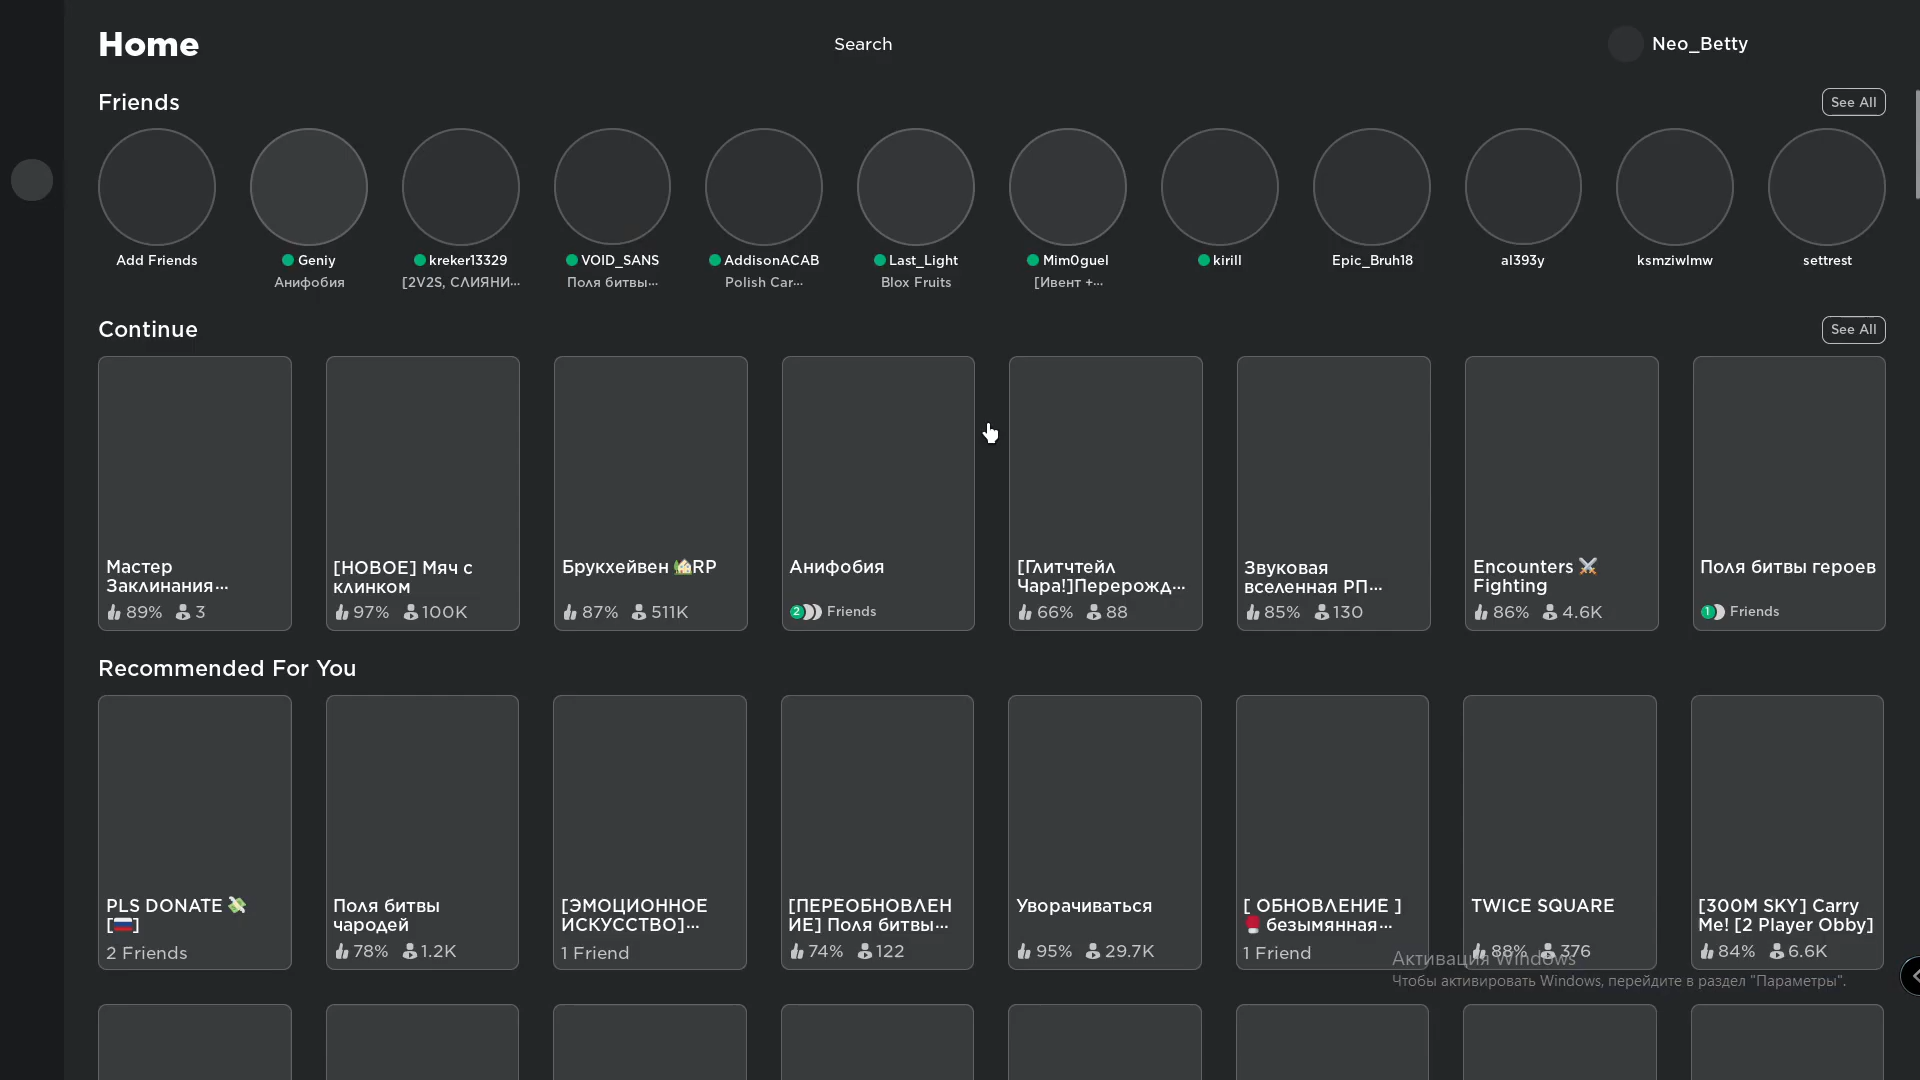 Home
Search
Neo_Betty
Friends
See All
Add Friends
Geniy
kreker13329
VOID_SANS
AddisonACAB
Last_Light
Mim0guel
kirill
Epic_Bruh18
al393y
ksmziwlmw
settrest
Анифобия
[2V2S, СЛИЯНИ...
Поля битвы...
Polish Car...
Blox Fruits
[Ивент +...
Continue
See All
Мастер
Заклинания...
89% 3
[НОВОЕ] Мяч с
клинком
97% 100K
Брукхейвен 🏡RP
87% 511K
Анифобия
2 Friends
[Глитчтейл
Чара!]Перерожд...
66% 88
Звуковая
вселенная РП...
85% 130
Encounters ⚔️
Fighting
86% 4.6K
Поля битвы героев
1 Friends
Recommended For You
PLS DONATE 💸
[🇷🇺]
2 Friends
Поля битвы
чародей
78% 1.2K
[ЭМОЦИОННОЕ
ИСКУССТВО]...
1 Friend
[ПЕРЕОБНОВЛЕН
ИЕ] Поля битвы...
74% 122
Уворачиваться
95% 29.7K
[ ОБНОВЛЕНИЕ ]
🥊 безымянная...
1 Friend
TWICE SQUARE
88% 376
[300M SKY] Carry
Me! [2 Player Obby]
84% 6.6K
Активация Windows
Чтобы активировать Windows, перейдите в раздел "Параметры".